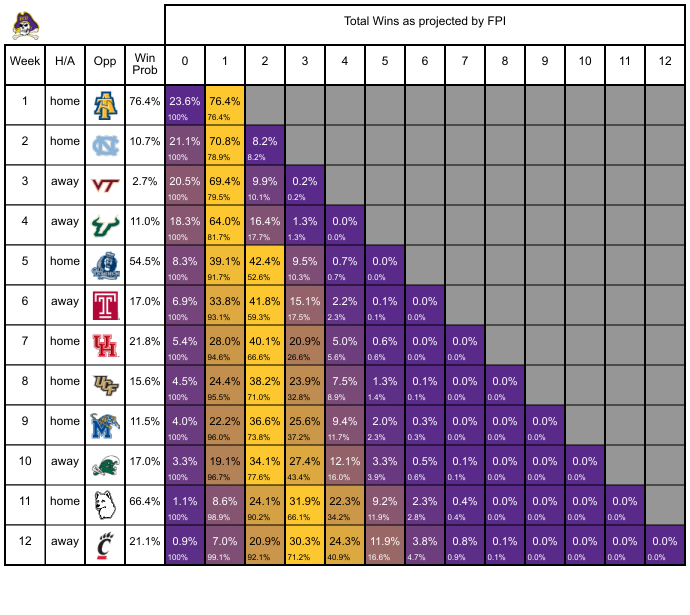 Total Wins as projected by FPI
Week H/A Opp Win Prob 0 1 2 3 4 5 6 7 8 9 10 11 12
1 home 76.4% 23.6% 76.4%
100% 76.4%
2 home 10.7% 21.1% 70.8% 8.2%
100% 78.9% 8.2%
3 away VT 2.7% 20.5% 69.4% 9.9% 0.2%
100% 79.5% 10.1% 0.2%
4 away 11.0% 18.3% 64.0% 16.4% 1.3% 0.0%
100% 81.7% 17.7% 1.3% 0.0%
5 home 54.5% 8.3% 39.1% 42.4% 9.5% 0.7% 0.0%
100% 91.7% 52.6% 10.3% 0.7% 0.0%
6 away T 17.0% 6.9% 33.8% 41.8% 15.1% 2.2% 0.1% 0.0%
100% 93.1% 59.3% 17.5% 2.3% 0.1% 0.0%
7 home UH 21.8% 5.4% 28.0% 40.1% 20.9% 5.0% 0.6% 0.0% 0.0%
100% 94.6% 66.6% 26.6% 5.6% 0.6% 0.0% 0.0%
8 home UCF 15.6% 4.5% 24.4% 38.2% 23.9% 7.5% 1.3% 0.1% 0.0% 0.0%
100% 95.5% 71.0% 32.8% 8.9% 1.4% 0.1% 0.0% 0.0%
9 home M 11.5% 4.0% 22.2% 36.6% 25.6% 9.4% 2.0% 0.3% 0.0% 0.0% 0.0%
100% 96.0% 73.8% 37.2% 11.7% 2.3% 0.3% 0.0% 0.0% 0.0%
10 away 17.0% 3.3% 19.1% 34.1% 27.4% 12.1% 3.3% 0.5% 0.1% 0.0% 0.0% 0.0%
100% 96.7% 77.6% 43.4% 16.0% 3.9% 0.6% 0.1% 0.0% 0.0% 0.0%
11 home 66.4% 1.1% 8.6% 24.1% 31.9% 22.3% 9.2% 2.3% 0.4% 0.0% 0.0% 0.0% 0.0%
100% 98.9% 90.2% 66.1% 34.2% 11.9% 2.8% 0.4% 0.0% 0.0% 0.0% 0.0%
12 away C 21.1% 0.9% 7.0% 20.9% 30.3% 24.3% 11.9% 3.8% 0.8% 0.1% 0.0% 0.0% 0.0% 0.0%
100% 99.1% 92.1% 71.2% 40.9% 16.6% 4.7% 0.9% 0.1% 0.0% 0.0% 0.0% 0.0%